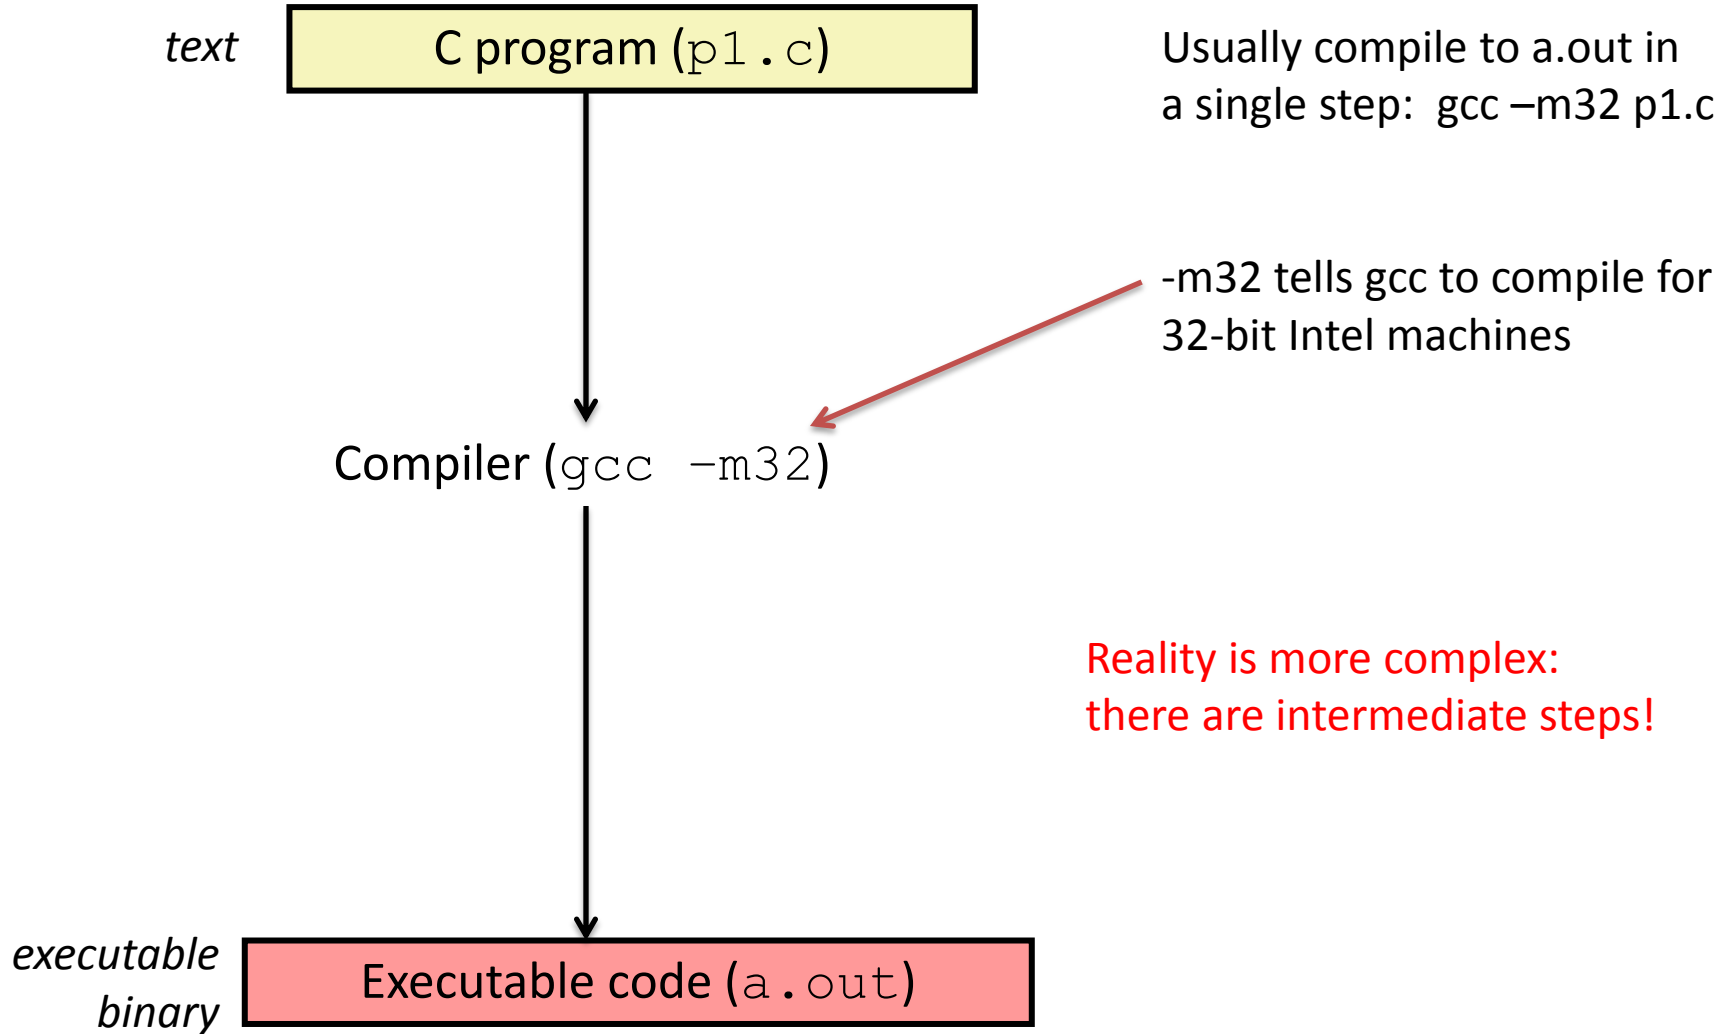 text
C program (p1.c)
Usually compile to a.out in
a single step:  gcc –m32 p1.c
-m32 tells gcc to compile for
32-bit Intel machines
Compiler (gcc –m32)
Reality is more complex:
there are intermediate steps!
executable
binary
Executable code (a.out)